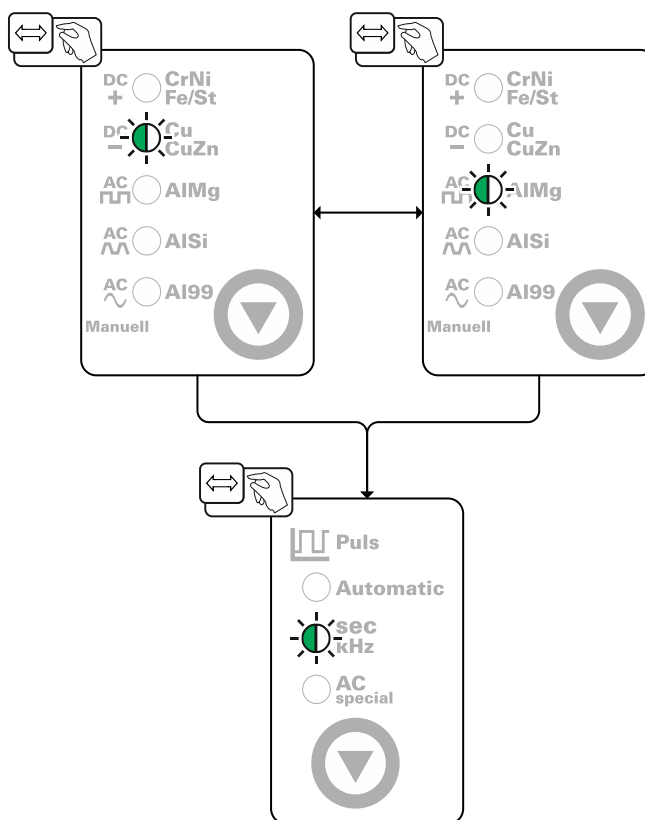 DC CrNi
+ Fe/St
DC Cu
− CuZn
AC AlMg
AC AlSi
AC Al99
Manuell
DC CrNi
+ Fe/St
DC Cu
− CuZn
AC AlMg
AC AlSi
AC Al99
Manuell
Puls
Automatic
sec
kHz
AC
special